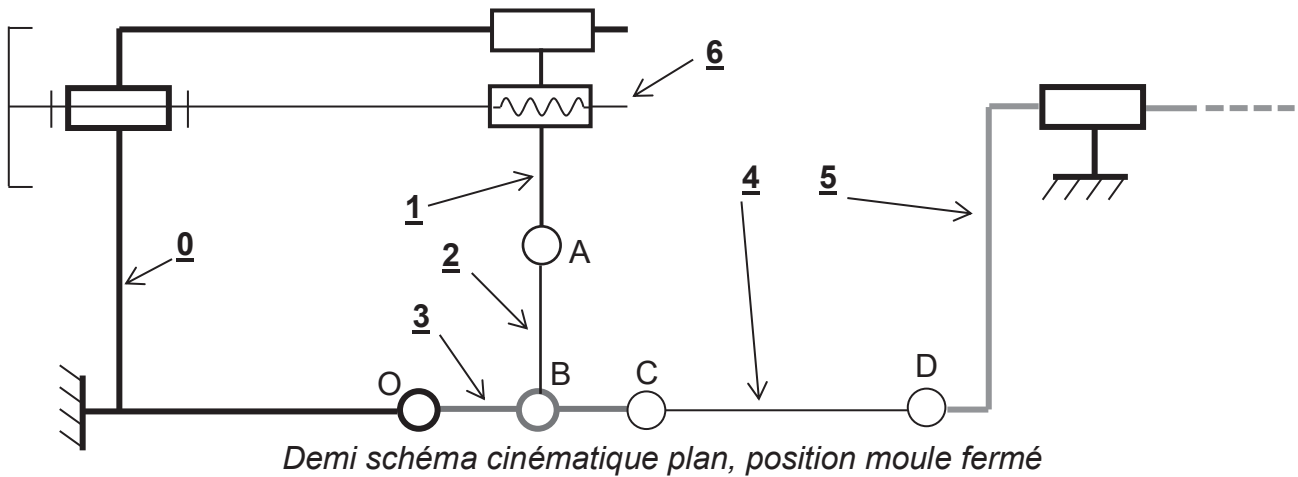 6
4
5
1
0
2
A
3
O
B
C
D
Demi schéma cinématique plan, position moule fermé